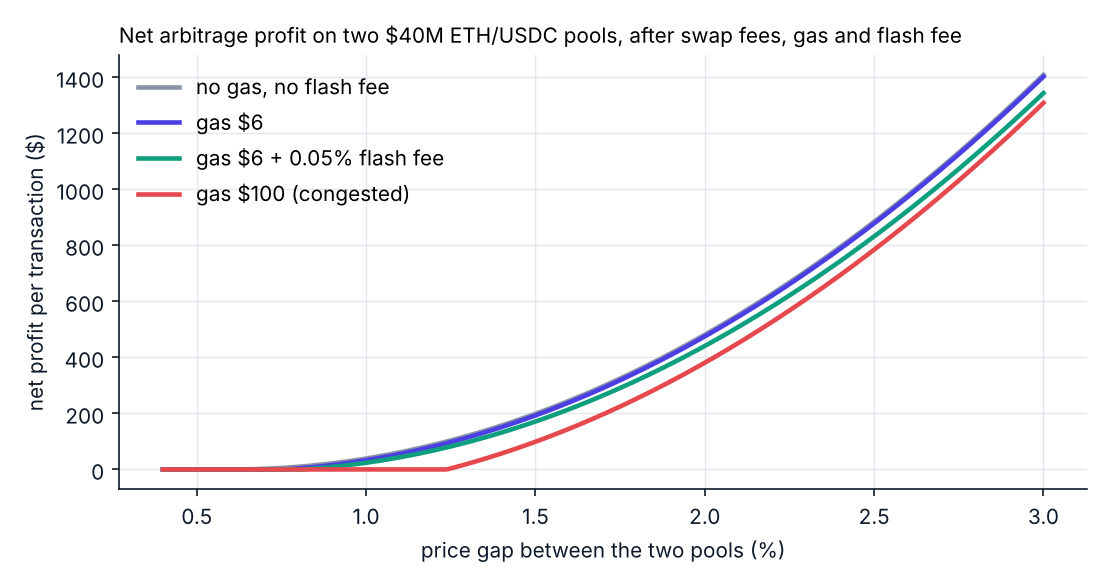 Net arbitrage profit on two $40M ETH/USDC pools, after swap fees, gas and flash fee
1400
1200
1000
800
600
400
200
0
net profit per transaction ($)
no gas, no flash fee
gas $6
gas $6 + 0.05% flash fee
gas $100 (congested)
0.5
1.0
1.5
2.0
2.5
3.0
price gap between the two pools (%)